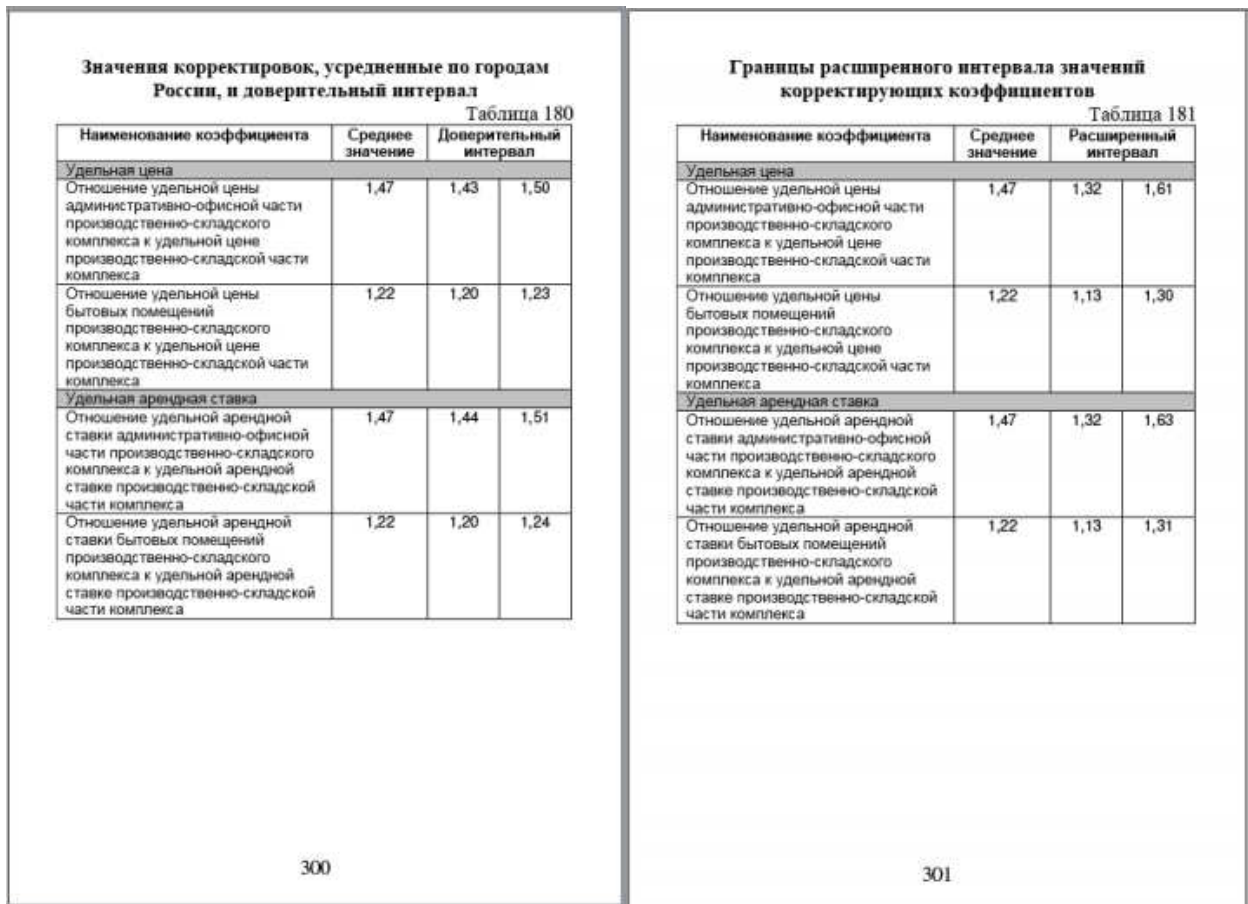 Значения корректировок, усредненные по городам
России, и доверительный интервал
Таблица 180
Наименование коэффициента Среднее Доверительный
значение интервал
Удельная цена
Отношение удельной цены 1,47 1,43 1,50
административно-офисной части
производственно-складского
комплекса к удельной цене
производственно-складской части
комплекса
Отношение удельной цены 1,22 1,20 1,23
бытовых помещений
производственно-складского
комплекса к удельной цене
производственно-складской части
комплекса
Удельная арендная ставка
Отношение удельной арендной 1,47 1,44 1,51
ставки административно-офисной
части производственно-складского
комплекса к удельной арендной
ставке производственно-складской
части комплекса
Отношение удельной арендной 1,22 1,20 1,24
ставки бытовых помещений
производственно-складского
комплекса к удельной арендной
ставке производственно-складской
части комплекса
300
Границы расширенного интервала значений
корректирующих коэффициентов
Таблица 181
Наименование коэффициента Среднее Расширенный
значение интервал
Удельная цена
Отношение удельной цены 1,47 1,32 1,61
административно-офисной части
производственно-складского
комплекса к удельной цене
производственно-складской части
комплекса
Отношение удельной цены 1,22 1,13 1,30
бытовых помещений
производственно-складского
комплекса к удельной цене
производственно-складской части
комплекса
Удельная арендная ставка
Отношение удельной арендной 1,47 1,32 1,63
ставки административно-офисной
части производственно-складского
комплекса к удельной арендной
ставке производственно-складской
части комплекса
Отношение удельной арендной 1,22 1,13 1,31
ставки бытовых помещений
производственно-складского
комплекса к удельной арендной
ставке производственно-складской
части комплекса
301